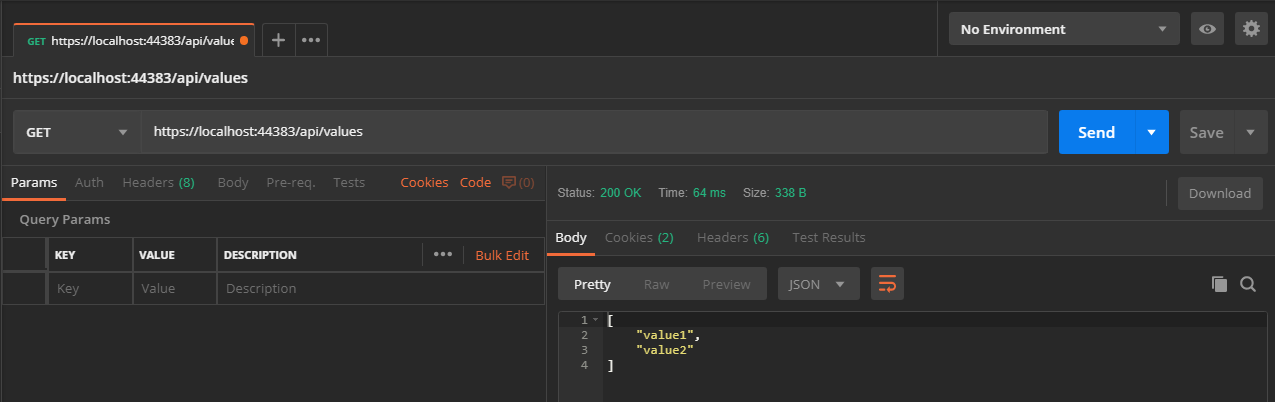 GET https://localhost:44383/api/value
No Environment
https://localhost:44383/api/values
GET https://localhost:44383/api/values Send Save
Params Auth Headers (8) Body Pre-req. Tests Cookies Code (0)
Status: 200 OK Time: 64 ms Size: 338 B Download
Query Params
KEY VALUE DESCRIPTION ••• Bulk Edit
Key Value Description
Body Cookies (2) Headers (6) Test Results
Pretty Raw Preview JSON
1 [
2 "value1",
3 "value2"
4 ]